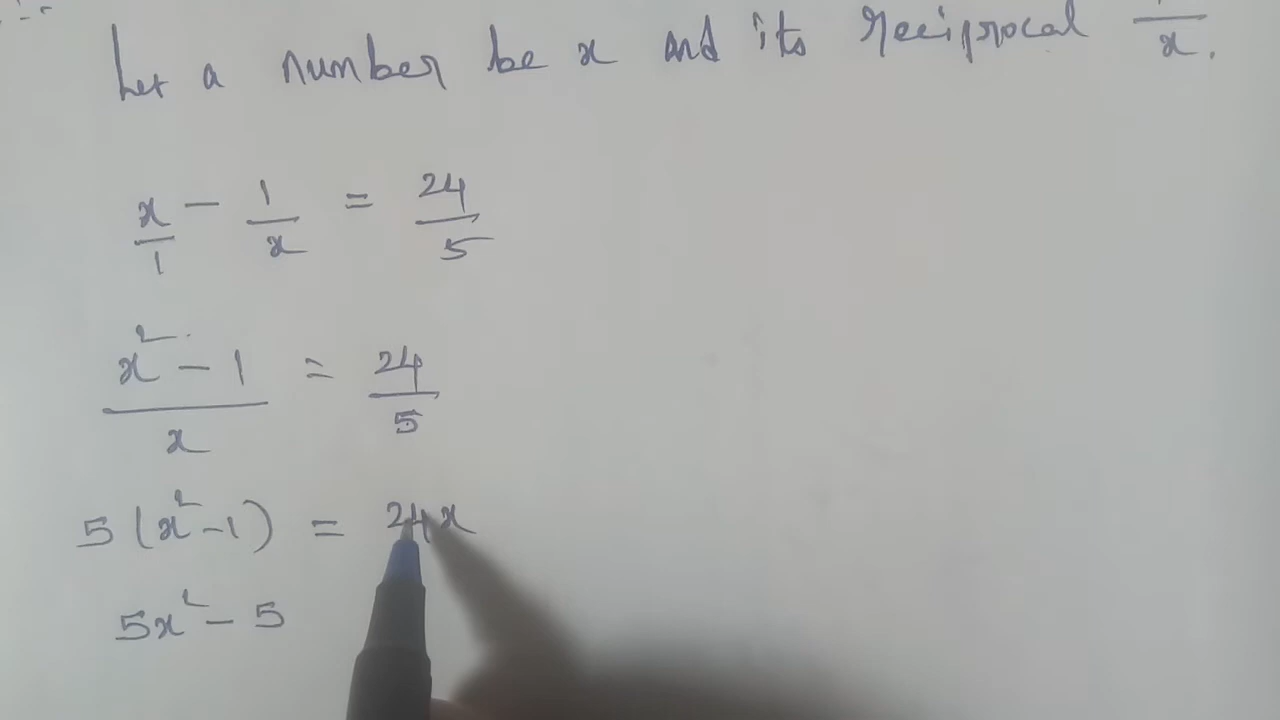 Let a number be x and its reciprocal 1/x.
x/1 - 1/x = 24/5
x² - 1 / x = 24/5
5(x²-1) = 24x
5x² - 5